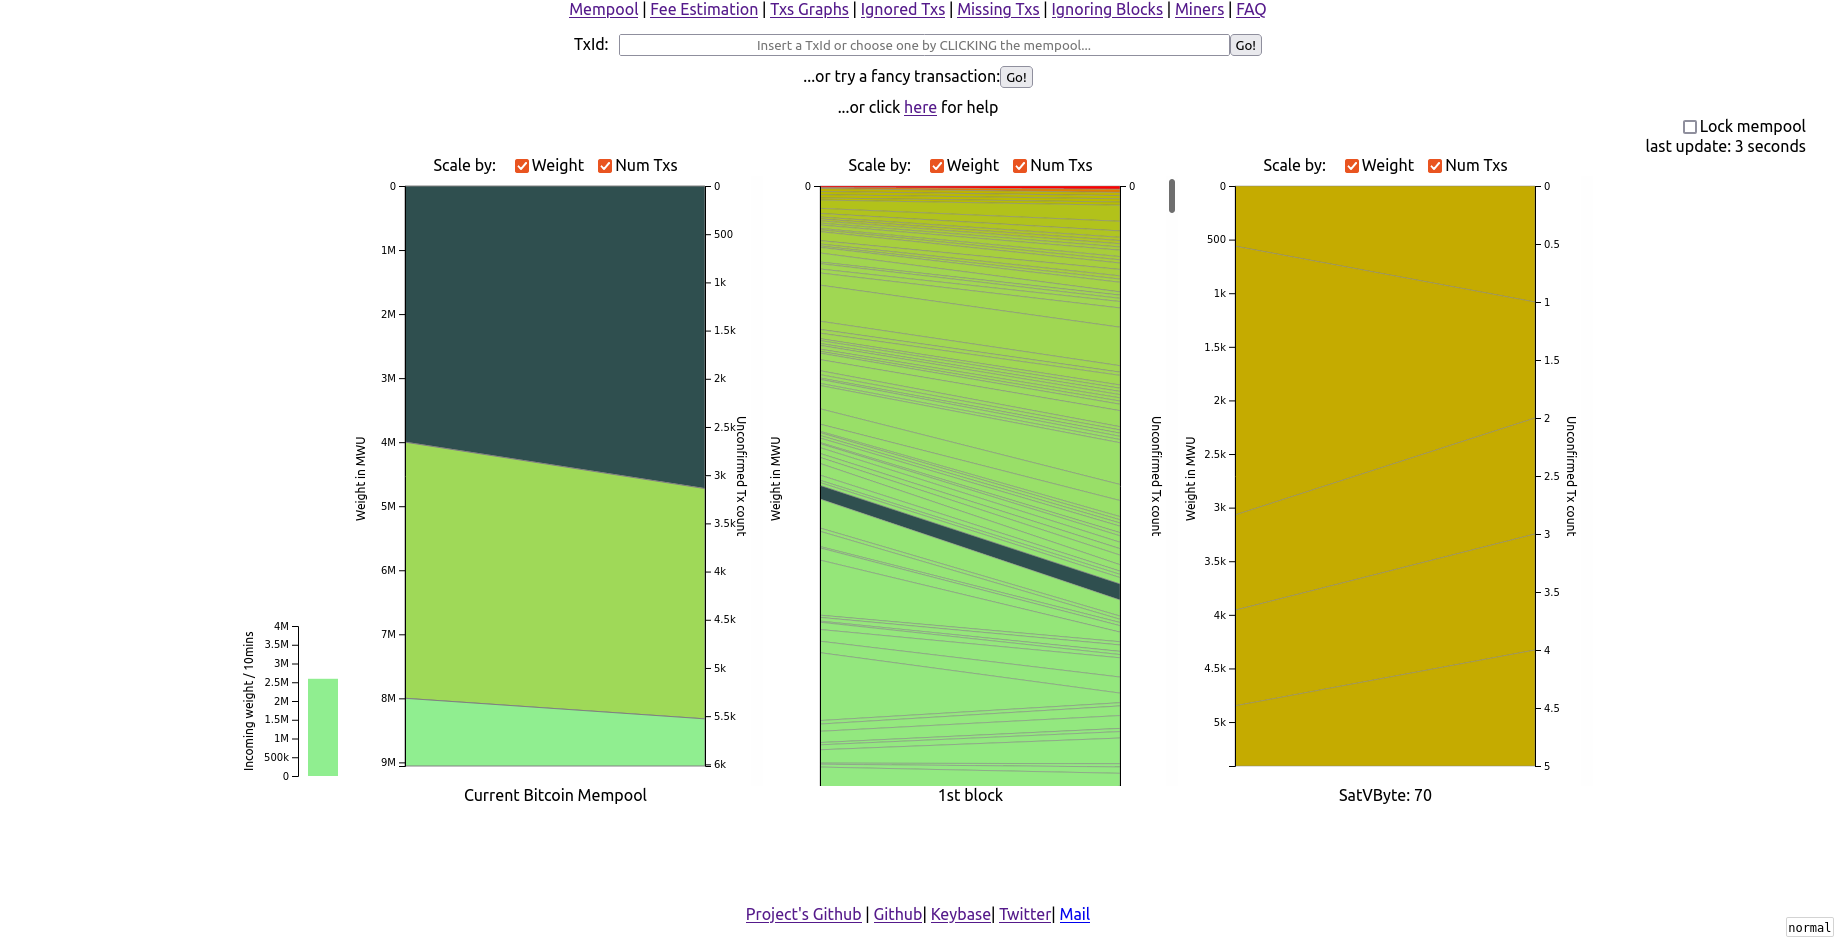 Mempool | Fee Estimation | Txs Graphs | Ignored Txs | Missing Txs | Ignoring Blocks | Miners | FAQ
TxId: Insert a TxId or choose one by CLICKING the mempool... Go!
...or try a fancy transaction: Go!
...or click here for help
Lock mempool
last update: 3 seconds
Incoming weight / 10mins
4M
3.5M
3M
2.5M
2M
1.5M
1M
500k
0
Scale by: Weight Num Txs
Weight in MWU
0
1M
2M
3M
4M
5M
6M
7M
8M
9M
0
500
1k
1.5k
2k
2.5k
3k
3.5k
4k
4.5k
5k
5.5k
6k
Unconfirmed Tx count
Current Bitcoin Mempool
Scale by: Weight Num Txs
Weight in MWU
0
0
Unconfirmed Tx count
1st block
Scale by: Weight Num Txs
Weight in MWU
0
500
1k
1.5k
2k
2.5k
3k
3.5k
4k
4.5k
5k
0
0.5
1
1.5
2
2.5
3
3.5
4
4.5
5
Unconfirmed Tx count
SatVByte: 70
Project's Github | Github| Keybase| Twitter| Mail
normal